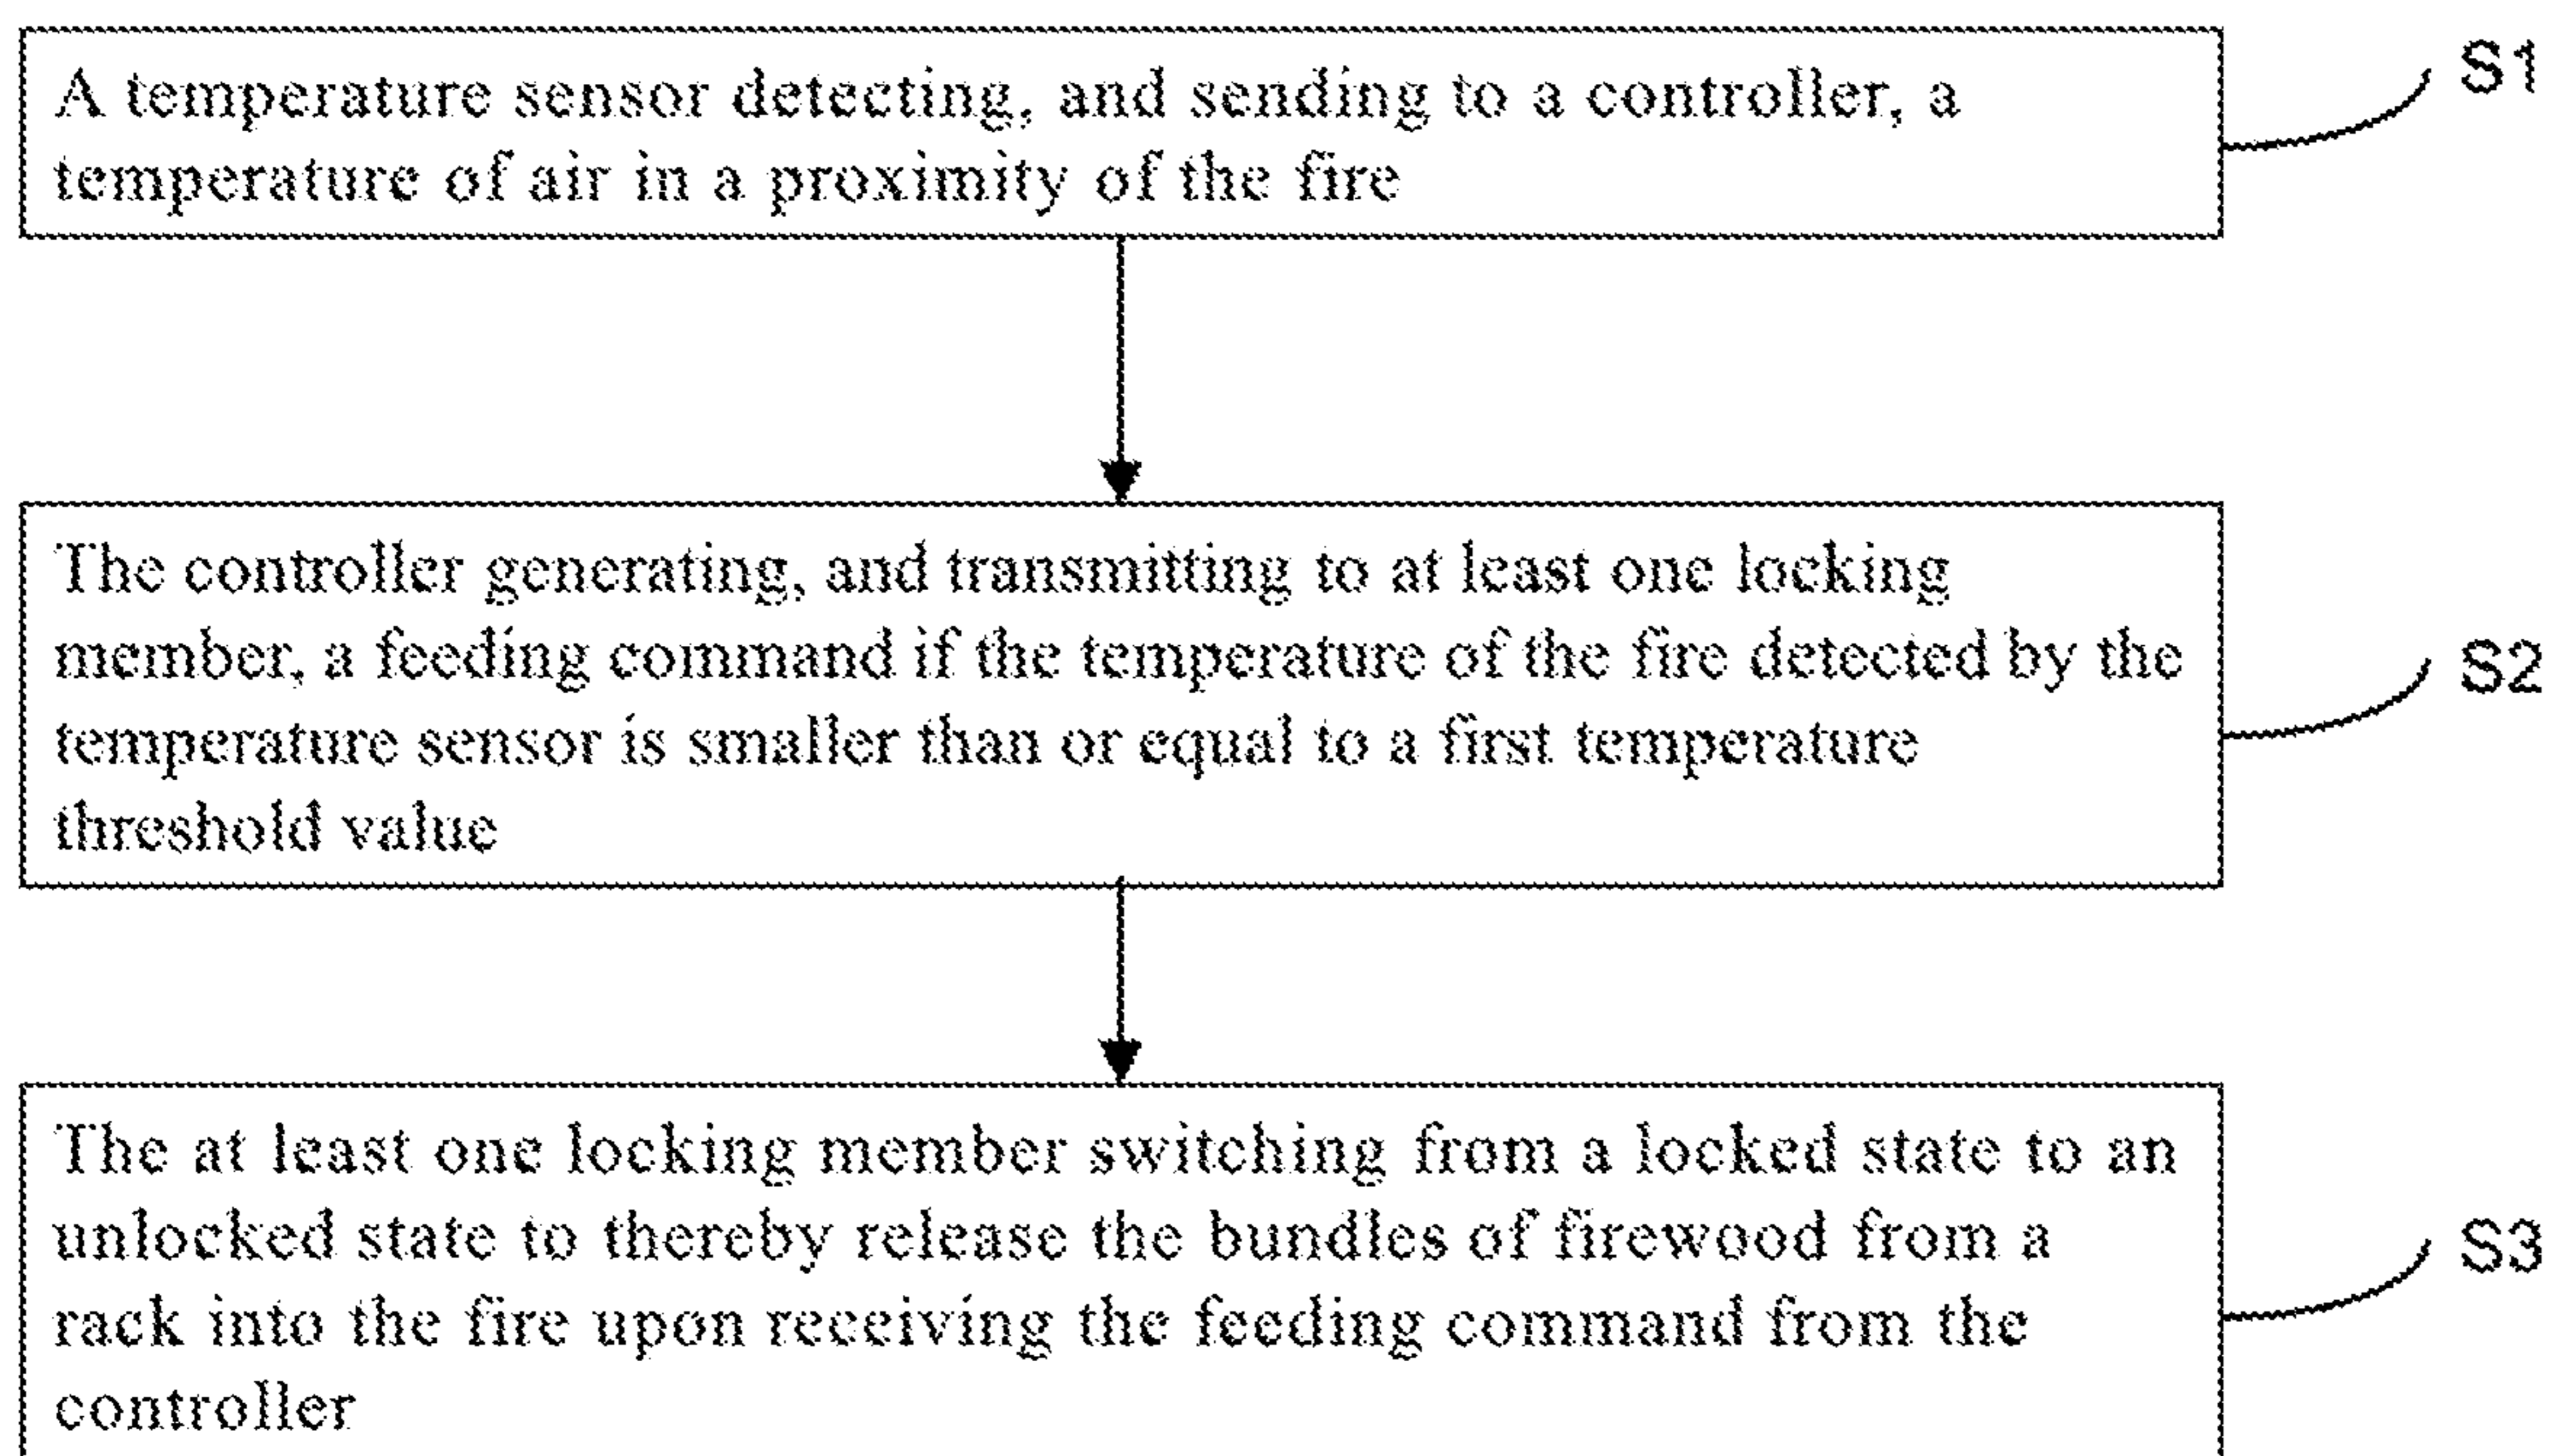 A temperature sensor detecting, and sending to a controller, a
temperature of air in a proximity of the fire
S1
The controller generating, and transmitting to at least one locking
member, a feeding command if the temperature of the fire detected by the
temperature sensor is smaller than or equal to a first temperature
threshold value
S2
The at least one locking member switching from a locked state to an
unlocked state to thereby release the bundles of firewood from a
rack into the fire upon receiving the feeding command from the
controller
S3